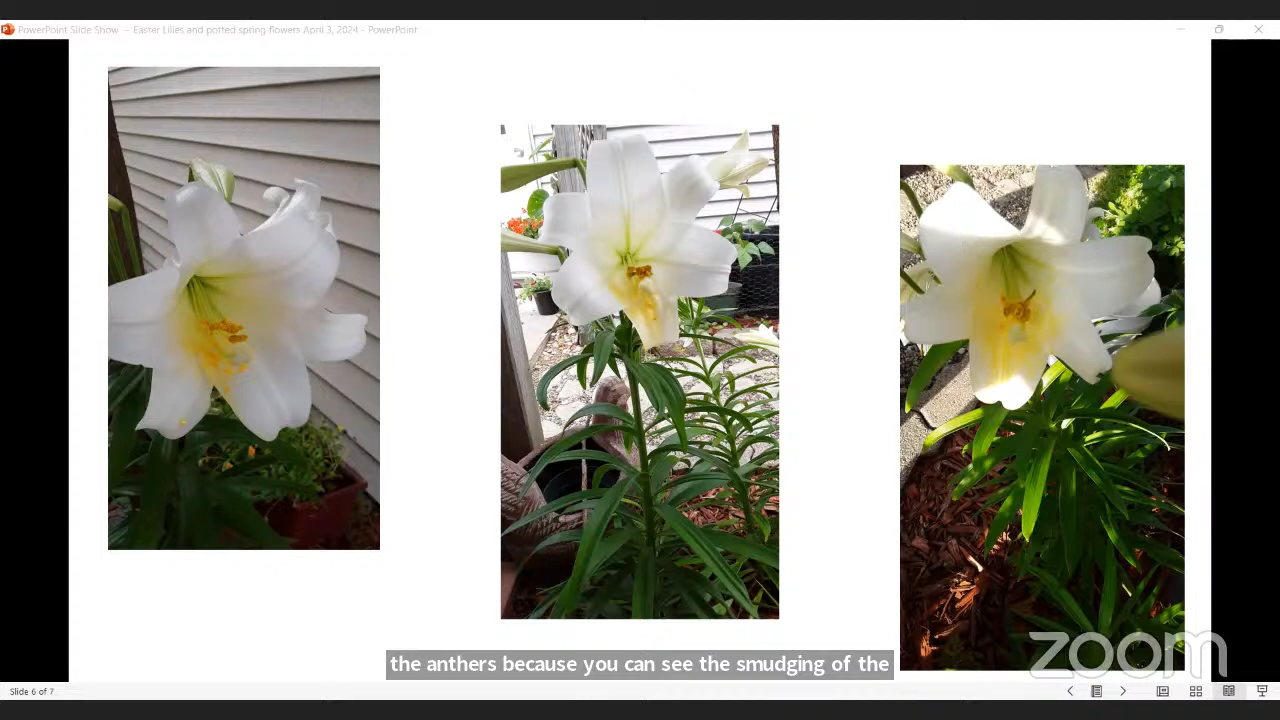 PowerPoint Slide Show – Easter Lilies and potted spring flowers April 3, 2024 - PowerPoint
the anthers because you can see the smudging of the
zoom
Slide 6 of 7